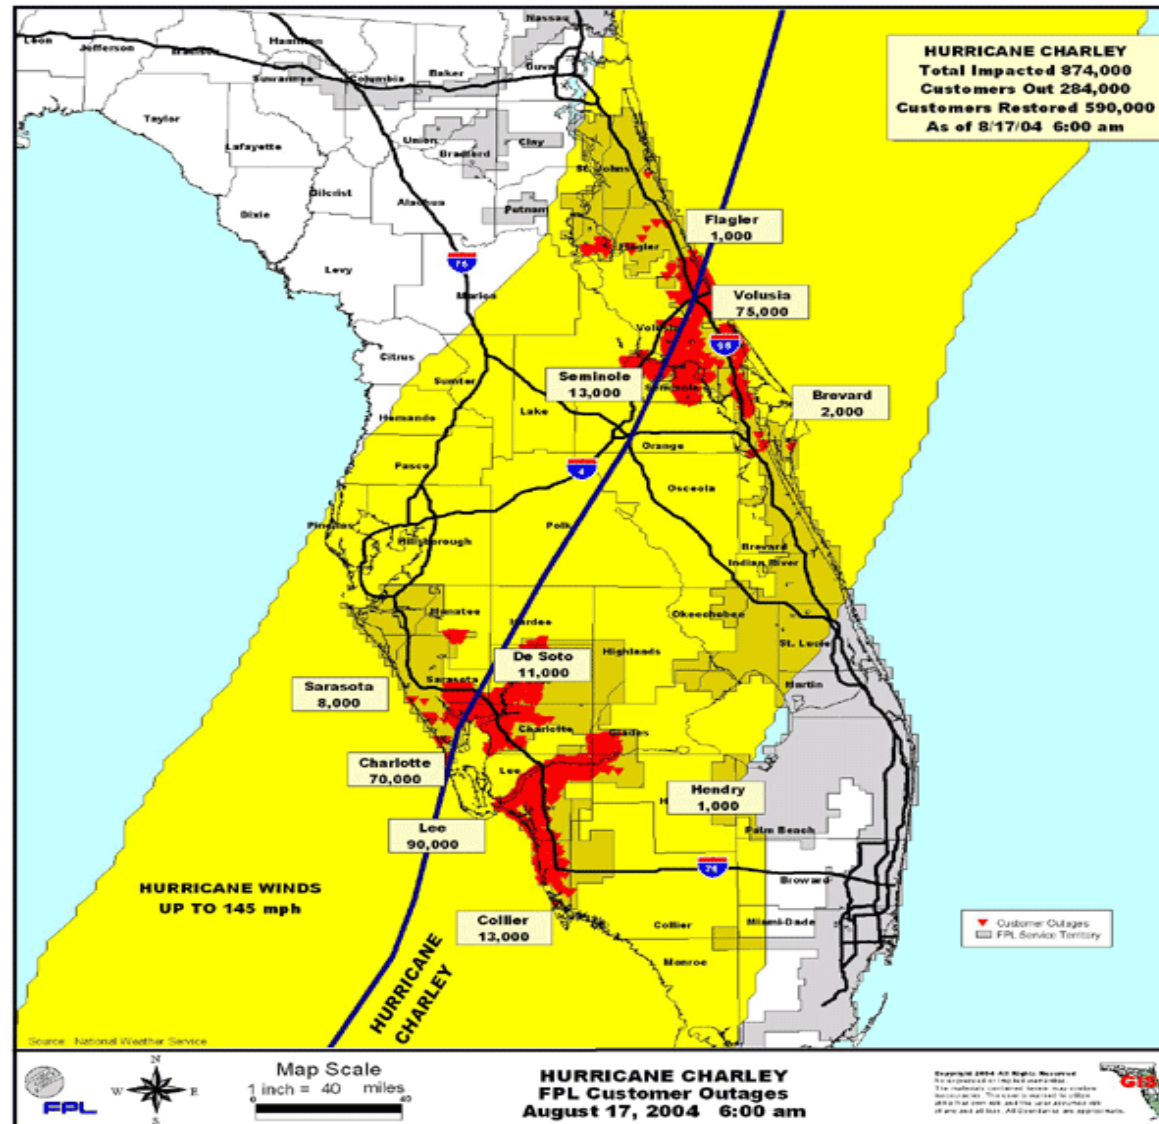 Nassau
Leon
Jefferson
Hamilton
Duval
Suwannee
Columbia
Baker
Taylor
Lafayette
Union
Bradford
Clay
St. Johns
Gilcrist
Alachua
Putnam
Dixie
Levy
Marion
Flagler
HURRICANE CHARLEY
Total Impacted 874,000
Customers Out 284,000
Customers Restored 590,000
As of 8/17/04 6:00 am
Flagler
1,000
Volusia
75,000
Volusia
95
Citrus
Sumter
Seminole
13,000
Seminole
Brevard
2,000
Hernando
Lake
Orange
Pasco
4
Osceola
Pinellas
Hillsborough
Polk
Brevard
Indian River
Manatee
Hardee
Okeechobee
Highlands
St. Lucie
De Soto
11,000
Sarasota
Sarasota
8,000
Martin
Charlotte
Glades
Charlotte
70,000
Lee
Hendry
1,000
Lee
90,000
Palm Beach
HURRICANE WINDS
UP TO 145 mph
Broward
Collier
13,000
Collier
Miami-Dade
Monroe
HURRICANE
CHARLEY
Customer Outages
FPL Service Territory
Source: National Weather Service
FPL
N
W
E
S
Map Scale
1 inch = 40 miles
40
HURRICANE CHARLEY
FPL Customer Outages
August 17, 2004 6:00 am
Copyright 2004 All Rights Reserved
GIS